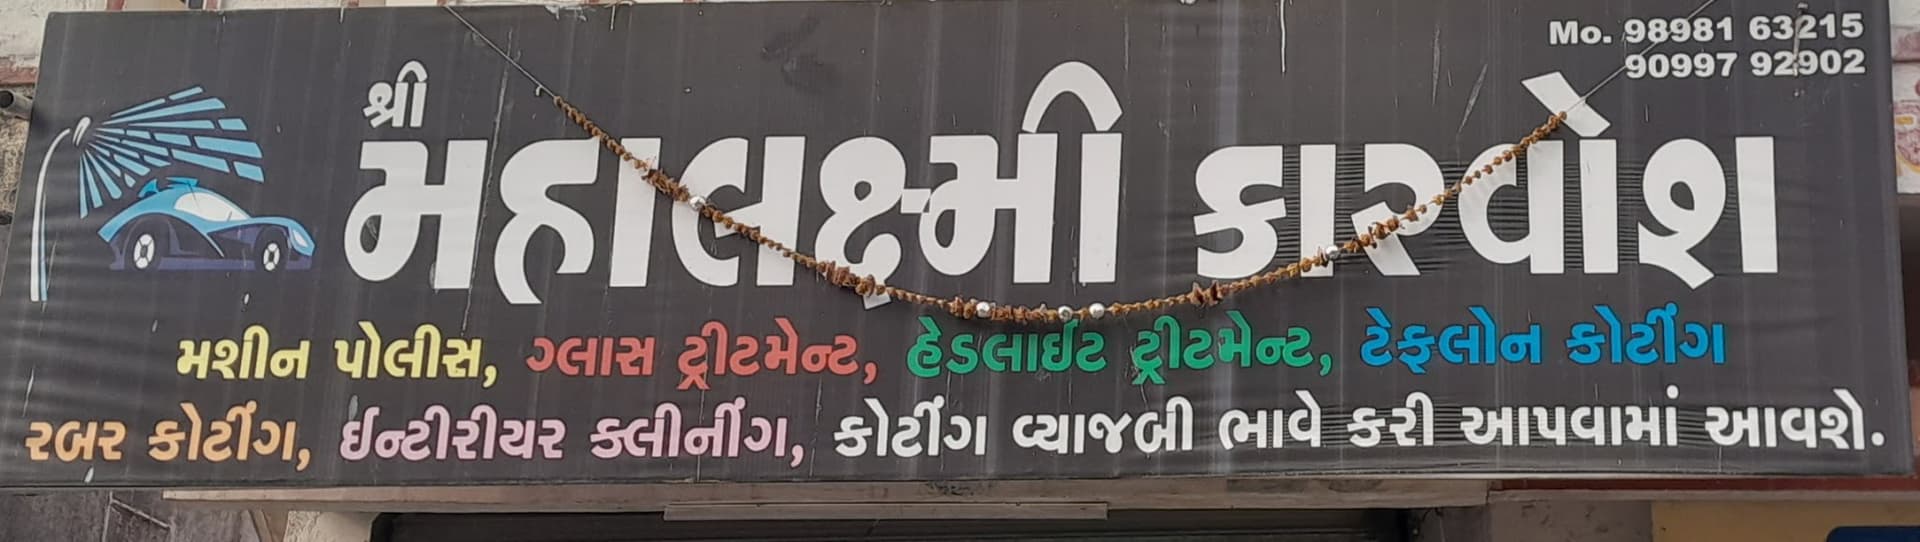 Mo. 98981 63215
90997 92902
શ્રી
મહાલક્ષ્મી કારવોશ
મશીન પોલીસ, ગ્લાસ ટ્રીટમેન્ટ, હેડલાઈટ ટ્રીટમેન્ટ, ટેફલોન કોટીંગ
રબર કોટીંગ, ઈન્ટીરીયર ક્લીનીંગ, કોટીંગ વ્યાજબી ભાવે કરી આપવામાં આવશે.